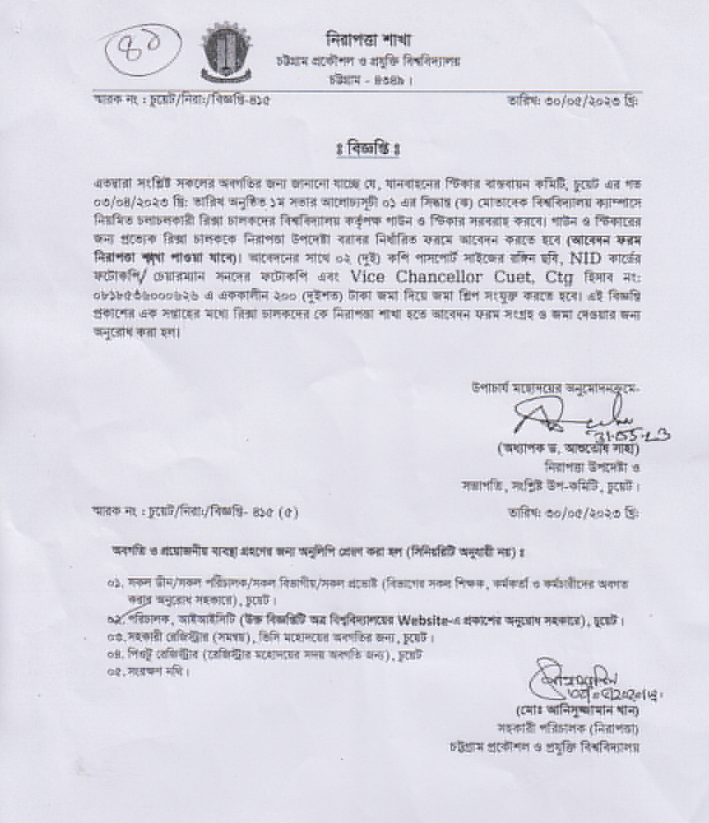 ৪৯
নিরাপত্তা শাখা
চট্টগ্রাম প্রকৌশল ও প্রযুক্তি বিশ্ববিদ্যালয়
চট্টগ্রাম - ৪৩৪৯।
স্মারক নং : চুয়েট/নিরা:/বিজ্ঞপ্তি-৪১৫ তারিখ: ৩০/০৫/২০২৩ খ্রি:
ঃ বিজ্ঞপ্তি ঃ
এতদ্বারা সংশ্লিষ্ট সকলের অবগতির জন্য জানানো যাচ্ছে যে, যানবাহনের স্টিকার বাস্তবায়ন কমিটি, চুয়েট এর গত
০৩/০৪/২০২৩ খ্রি: তারিখ অনুষ্ঠিত ১ম সভার আলোচ্যসূচী ০১ এর সিদ্ধান্ত (ক) মোতাবেক বিশ্ববিদ্যালয় ক্যাম্পাসে
নিয়মিত চলাচলকারী রিক্সা চালকদের বিশ্ববিদ্যালয় কর্তৃপক্ষ গাউন ও স্টিকার সরবরাহ করবে। গাউন ও স্টিকারের
জন্য প্রত্যেক রিক্সা চালককে নিরাপত্তা উপদেষ্টা বরাবর নির্ধারিত ফরমে আবেদন করতে হবে (আবেদন ফরম
নিরাপত্তা শাখা পাওয়া যাবে)। আবেদনের সাথে ০২ (দুই) কপি পাসপোর্ট সাইজের রঙ্গিন ছবি, NID কার্ডের
ফটোকপি/ চেয়ারম্যান সনদের ফটোকপি এবং Vice Chancellor Cuet, Ctg হিসাব নং:
০৮১৮৫৩৬০০০৬২৬ এ এককালীন ২০০ (দুইশত) টাকা জমা দিয়ে জমা স্লিপ সংযুক্ত করতে হবে। এই বিজ্ঞপ্তি
প্রকাশের এক সপ্তাহের মধ্যে রিক্সা চালকদের কে নিরাপত্তা শাখা হতে আবেদন ফরম সংগ্রহ ও জমা দেওয়ার জন্য
অনুরোধ করা হল।
উপাচার্য মহোদয়ের অনুমোদনক্রমে-
31-05-23
(অধ্যাপক ড. আশুতোষ সাহা)
নিরাপত্তা উপদেষ্টা ও
সভাপতি, সংশ্লিষ্ট উপ-কমিটি, চুয়েট।
স্মারক নং : চুয়েট/নিরা:/বিজ্ঞপ্তি- ৪১৫ (৫) তারিখ: ৩০/০৫/২০২৩ খ্রি:
অবগতি ও প্রয়োজনীয় ব্যবস্থা গ্রহণের জন্য অনুলিপি প্রেরণ করা হল (সিনিয়রিটি অনুযায়ী নয়) ঃ
০১. সকল ডীন/সকল পরিচালক/সকল বিভাগীয়/সকল প্রভোষ্ট (বিভাগের সকল শিক্ষক, কর্মকর্তা ও কর্মচারীদের অবগত
করার অনুরোধ সহকারে), চুয়েট।
০২. পরিচালক, আইআইসিটি (উক্ত বিজ্ঞপ্তিটি অত্র বিশ্ববিদ্যালয়ের Website-এ প্রকাশের অনুরোধ সহকারে), চুয়েট।
০৩. সহকারী রেজিস্ট্রার (সমন্বয়), ভিসি মহোদয়ের অবগতির জন্য, চুয়েট।
০৪. পিএটু রেজিস্ট্রার (রেজিস্ট্রার মহোদয়ের সদয় অবগতি জন্য), চুয়েট
০৫. সংরক্ষণ নথি।
(মোঃ আনিসুজ্জামান খান)
সহকারী পরিচালক (নিরাপত্তা)
চট্টগ্রাম প্রকৌশল ও প্রযুক্তি বিশ্ববিদ্যালয়